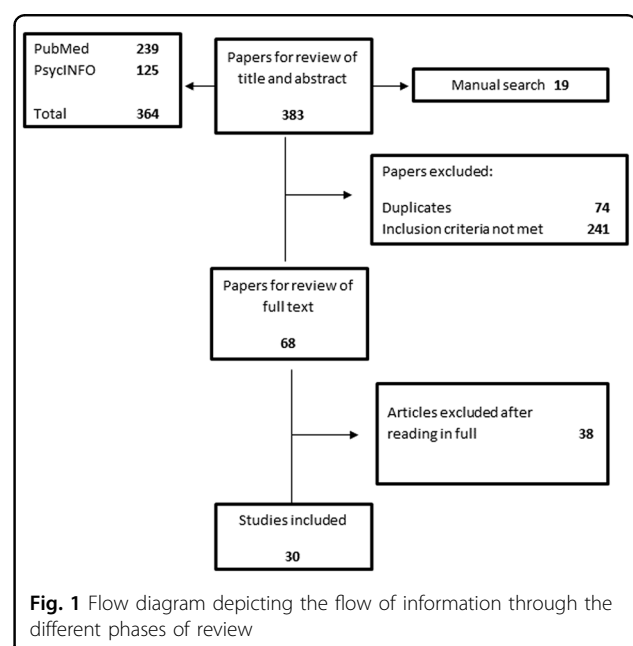 PubMed 239
PsycINFO 125
Total 364
Papers for review of
title and abstract
383
Manual search 19
Papers excluded:
Duplicates 74
Inclusion criteria not met 241
Papers for review of
full text
68
Articles excluded after
reading in full 38
Studies included
30
Fig. 1 Flow diagram depicting the flow of information through the
different phases of review